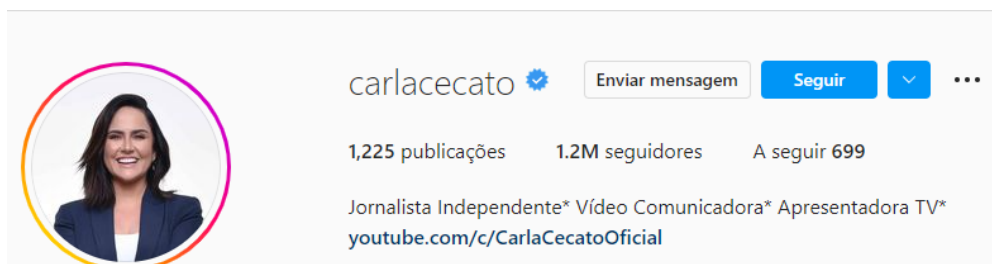 carlacecato Enviar mensagem Seguir
1,225 publicações 1.2M seguidores A seguir 699
Jornalista Independente* Vídeo Comunicadora* Apresentadora TV*
youtube.com/c/CarlaCecatoOficial